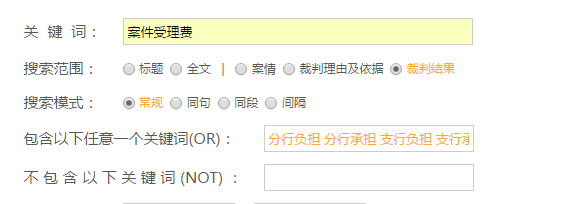 关 键 词： 案件受理费
搜索范围： 标题 全文 | 案情 裁判理由及依据 裁判结果
搜索模式： 常规 同句 同段 间隔
包含以下任意一个关键词(OR)： 分行负担 分行承担 支行负担 支行承
不包含以下关键词(NOT) ：